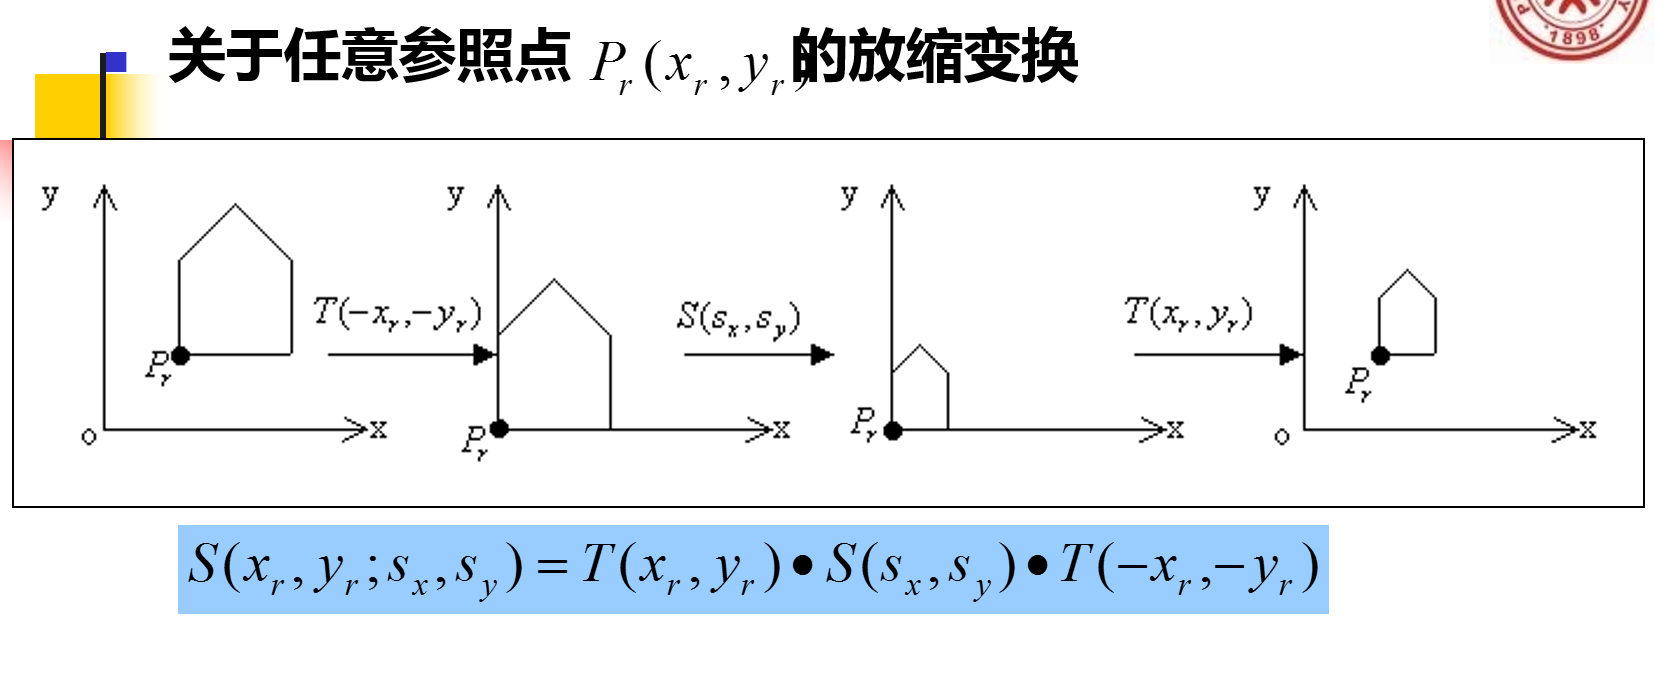 关于任意参照点 P_r(x_r, y_r)的放缩变换
P
Y
·1898·
y y y y
T(-x_r,-y_r) S(s_x,s_y) T(x_r,y_r)
P_r P_r P_r P_r
o x x x o x
S(x_r, y_r; s_x, s_y) = T(x_r, y_r) • S(s_x, s_y) • T(-x_r, -y_r)